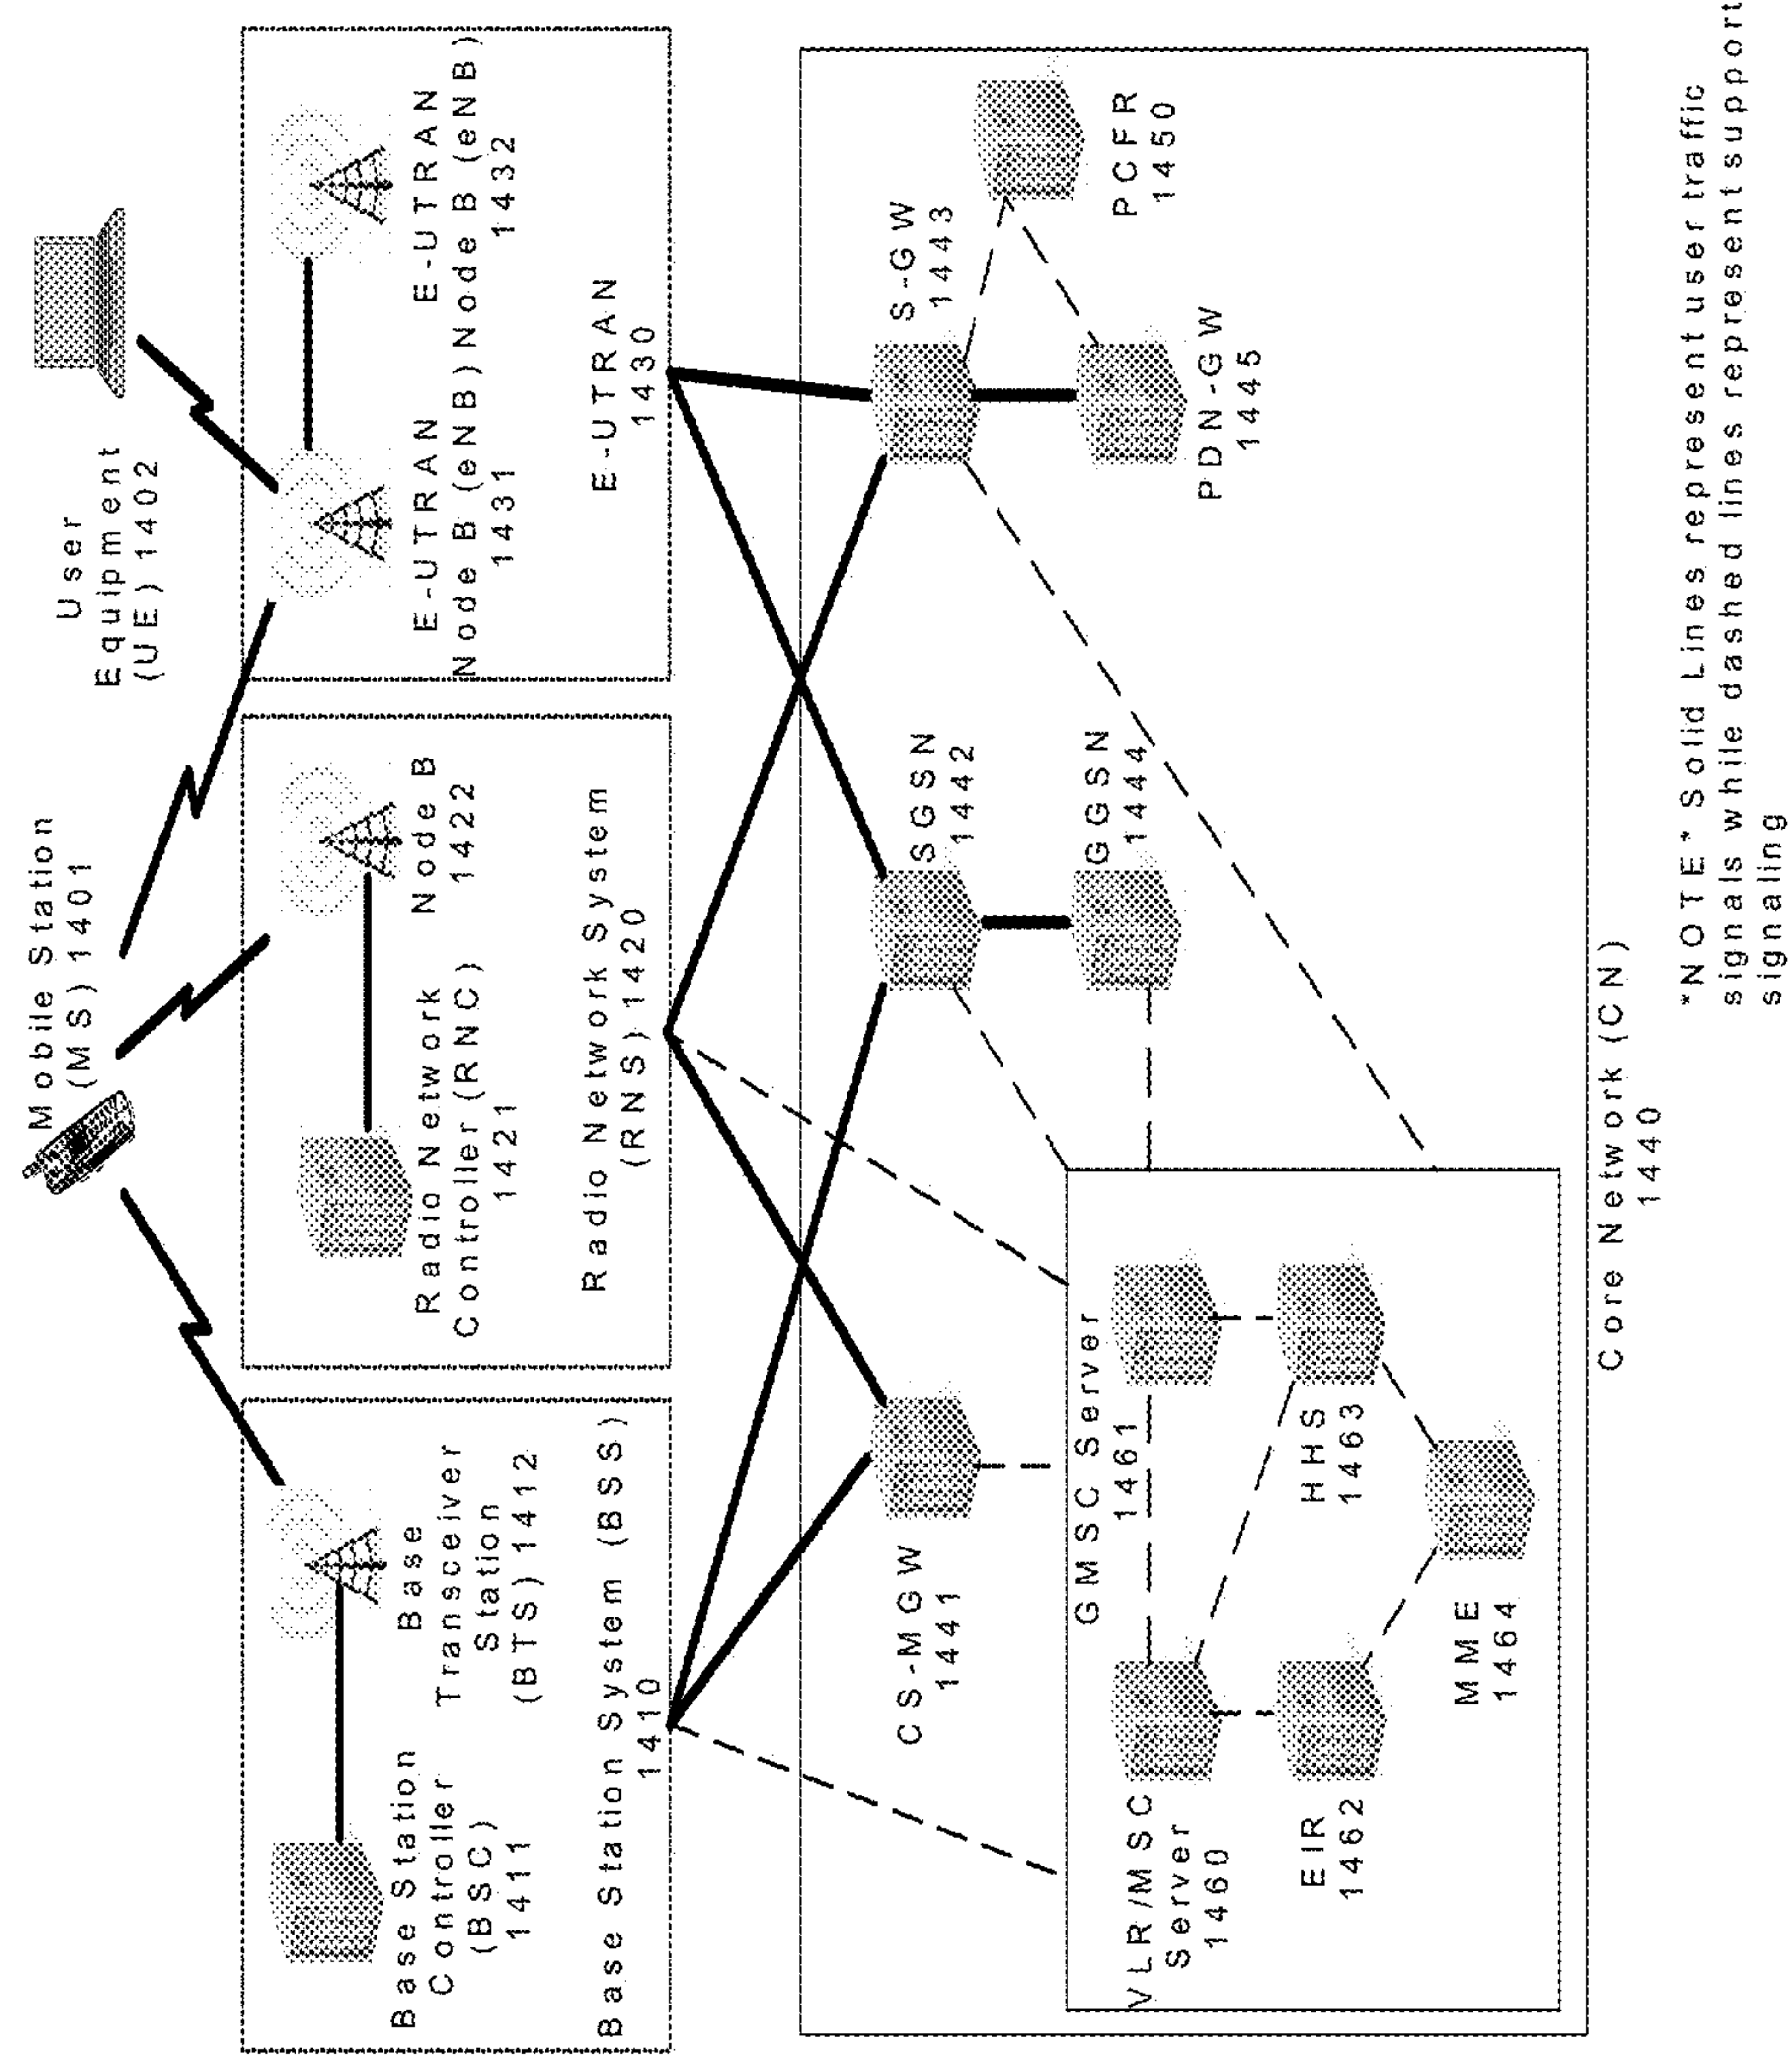 Mobile Station
(MS) 1401
User
Equipment
(UE) 1402
Base Station
Controller
(BSC)
1411
Base
Transceiver
Station
(BTS) 1412
Base Station System (BSS)
1410
Radio Network
Controller (RNC)
1421
Node B
1422
Radio Network System
(RNS) 1420
E-UTRAN
Node B (eNB)
1431
E-UTRAN
Node B (eNB)
1432
E-UTRAN
1430
CS-MGW
1441
SGSN
1442
S-GW
1443
GGSN
1444
PDN-GW
1445
PCFR
1450
GMSC Server
1461
VLR/MSC
Server
1460
EIR
1462
HHS
1463
MME
1464
Core Network (CN)
1440
*NOTE* Solid Lines represent user traffic
signals while dashed lines represent support
signaling